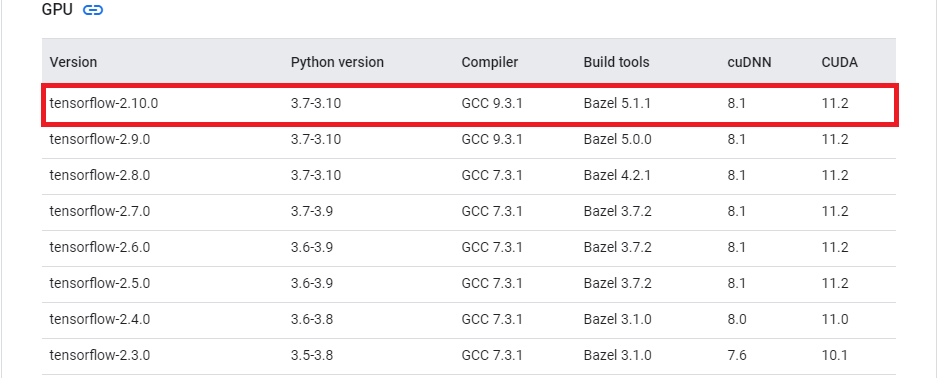 GPU
Version Python version Compiler Build tools cuDNN CUDA
tensorflow-2.10.0 3.7-3.10 GCC 9.3.1 Bazel 5.1.1 8.1 11.2
tensorflow-2.9.0 3.7-3.10 GCC 9.3.1 Bazel 5.0.0 8.1 11.2
tensorflow-2.8.0 3.7-3.10 GCC 7.3.1 Bazel 4.2.1 8.1 11.2
tensorflow-2.7.0 3.7-3.9 GCC 7.3.1 Bazel 3.7.2 8.1 11.2
tensorflow-2.6.0 3.6-3.9 GCC 7.3.1 Bazel 3.7.2 8.1 11.2
tensorflow-2.5.0 3.6-3.9 GCC 7.3.1 Bazel 3.7.2 8.1 11.2
tensorflow-2.4.0 3.6-3.8 GCC 7.3.1 Bazel 3.1.0 8.0 11.0
tensorflow-2.3.0 3.5-3.8 GCC 7.3.1 Bazel 3.1.0 7.6 10.1